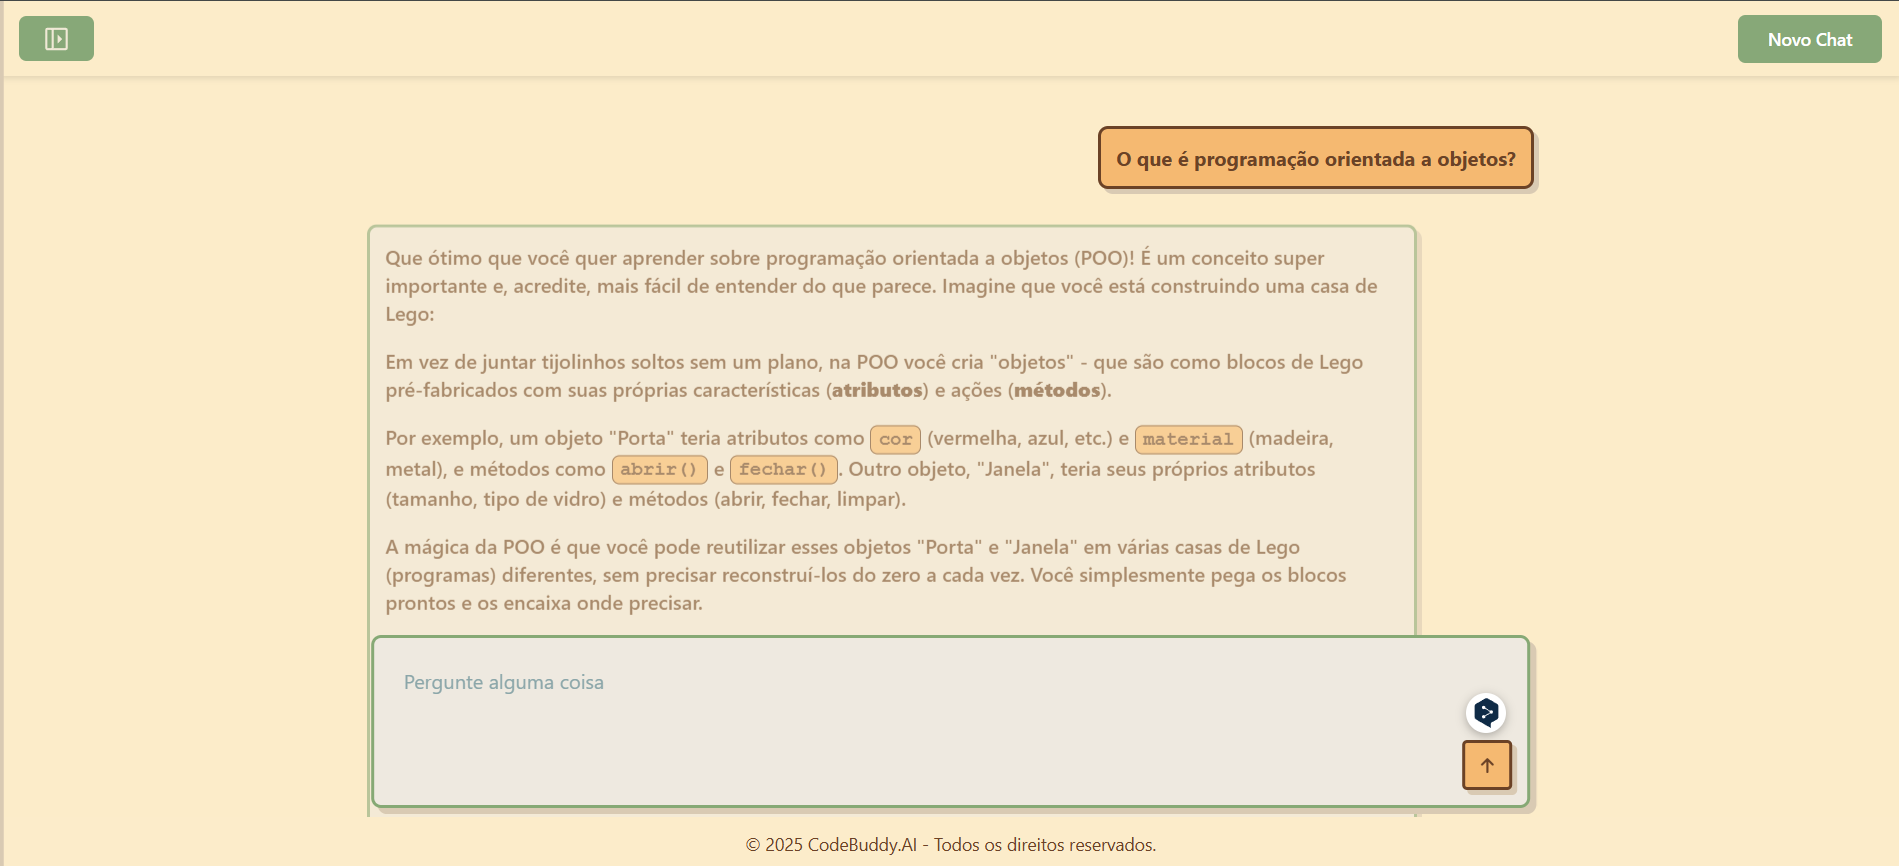 Novo Chat
O que é programação orientada a objetos?
Que ótimo que você quer aprender sobre programação orientada a objetos (POO)! É um conceito super
importante e, acredite, mais fácil de entender do que parece. Imagine que você está construindo uma casa de
Lego:
Em vez de juntar tijolinhos soltos sem um plano, na POO você cria "objetos" - que são como blocos de Lego
pré-fabricados com suas próprias características (atributos) e ações (métodos).
Por exemplo, um objeto "Porta" teria atributos como cor (vermelha, azul, etc.) e material (madeira,
metal), e métodos como abrir() e fechar(). Outro objeto, "Janela", teria seus próprios atributos
(tamanho, tipo de vidro) e métodos (abrir, fechar, limpar).
A mágica da POO é que você pode reutilizar esses objetos "Porta" e "Janela" em várias casas de Lego
(programas) diferentes, sem precisar reconstruí-los do zero a cada vez. Você simplesmente pega os blocos
prontos e os encaixa onde precisar.
Pergunte alguma coisa
© 2025 CodeBuddy.AI - Todos os direitos reservados.